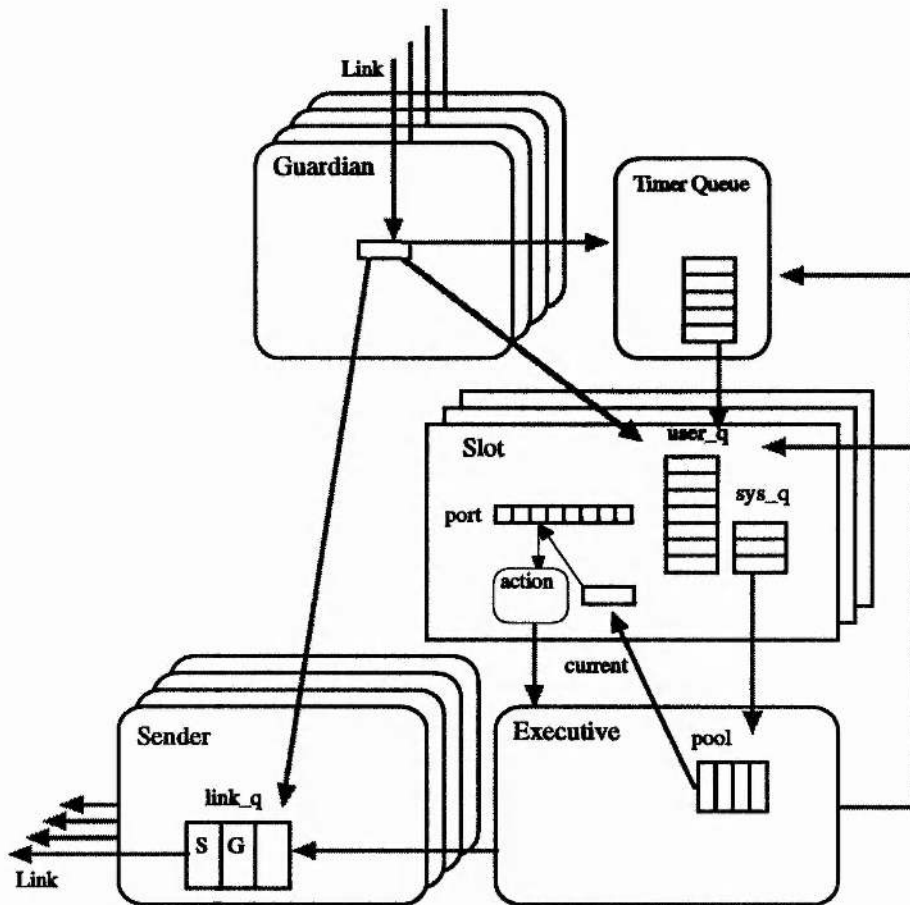 Link
Guardian
Timer Queue
user_q
Slot
sys_q
port
action
current
Executive
Sender
pool
link_q
S G
Link